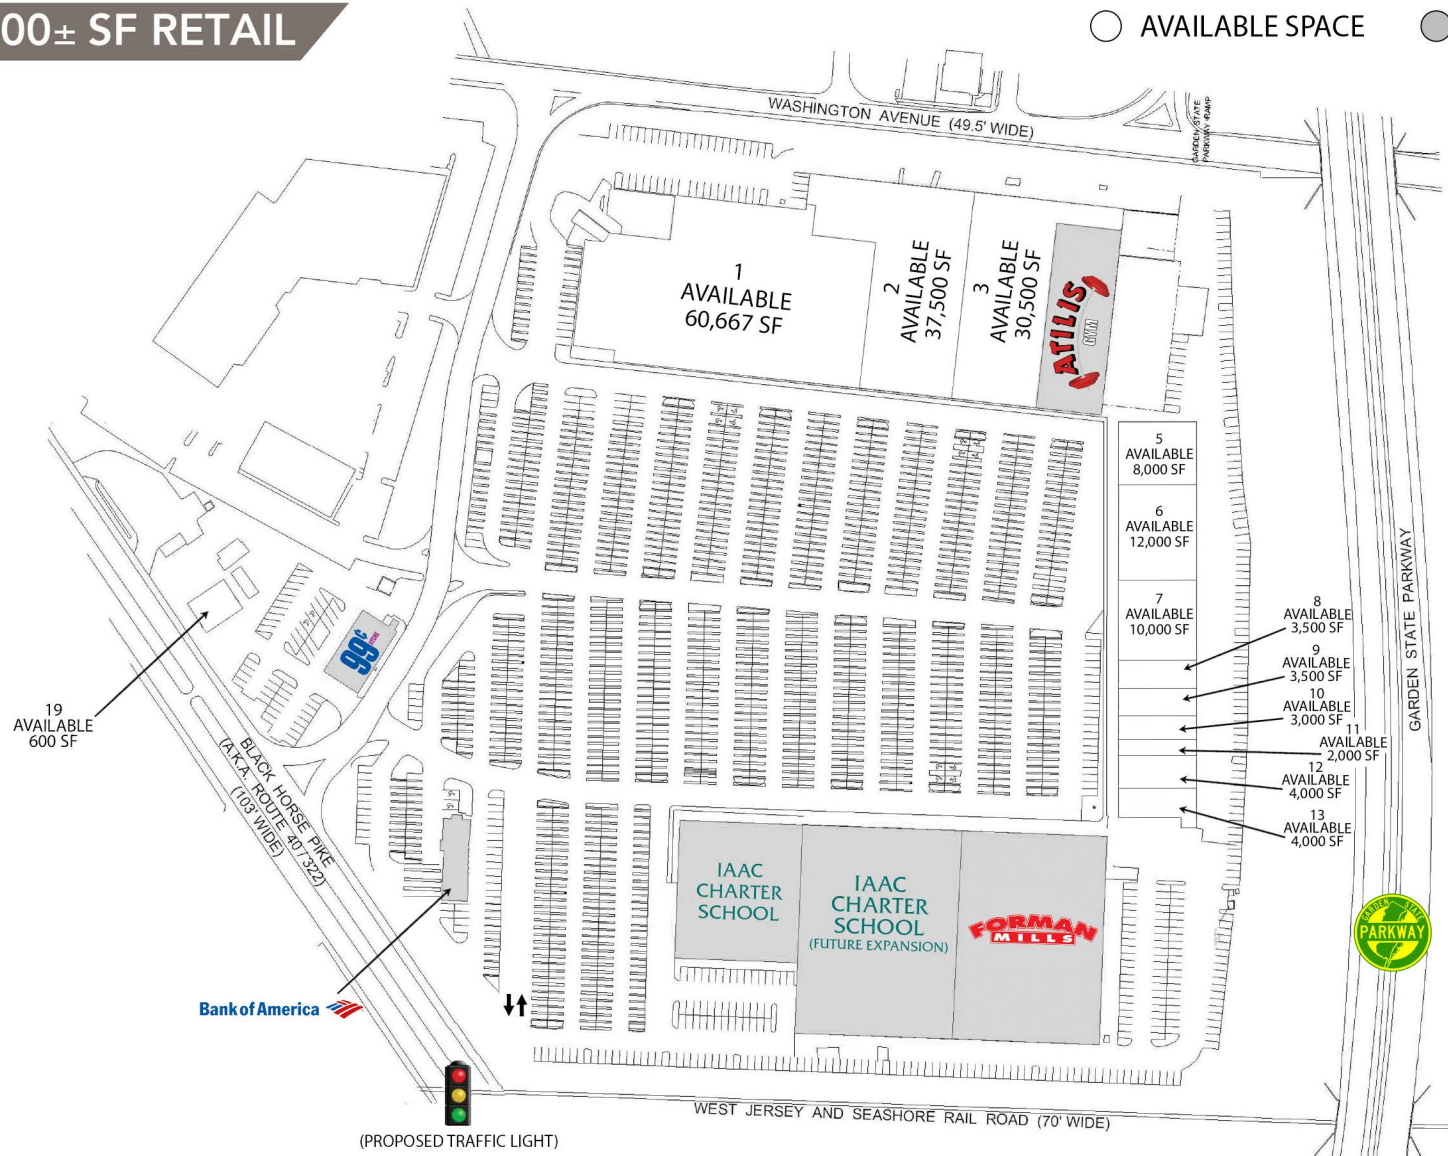 00± SF RETAIL
AVAILABLE SPACE
WASHINGTON AVENUE (49.5' WIDE)
GARDEN STATE
PARKWAY RAMP
1
AVAILABLE
60,667 SF
2
AVAILABLE
37,500 SF
3
AVAILABLE
30,500 SF
ATILIS
GYM
5
AVAILABLE
8,000 SF
6
AVAILABLE
12,000 SF
7
AVAILABLE
10,000 SF
8
AVAILABLE
3,500 SF
9
AVAILABLE
3,500 SF
10
AVAILABLE
3,000 SF
11
AVAILABLE
2,000 SF
12
AVAILABLE
4,000 SF
13
AVAILABLE
4,000 SF
GARDEN STATE PARKWAY
99¢
STORE
19
AVAILABLE
600 SF
BLACK HORSE PIKE
(A.K.A. ROUTE 40 / 322)
(103' WIDE)
IAAC
CHARTER
SCHOOL
IAAC
CHARTER
SCHOOL
(FUTURE EXPANSION)
FORMAN
MILLS
GARDEN STATE
PARKWAY
Bank of America
(PROPOSED TRAFFIC LIGHT)
WEST JERSEY AND SEASHORE RAIL ROAD (70' WIDE)